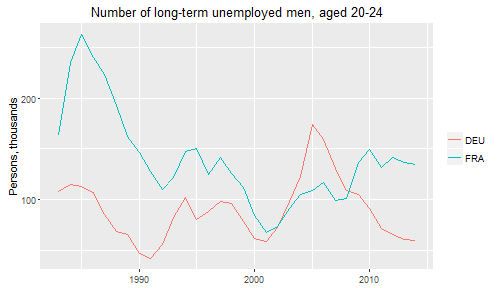 Number of long-term unemployed men, aged 20-24
Persons, thousands
200
100
1990
2000
2010
DEU
FRA